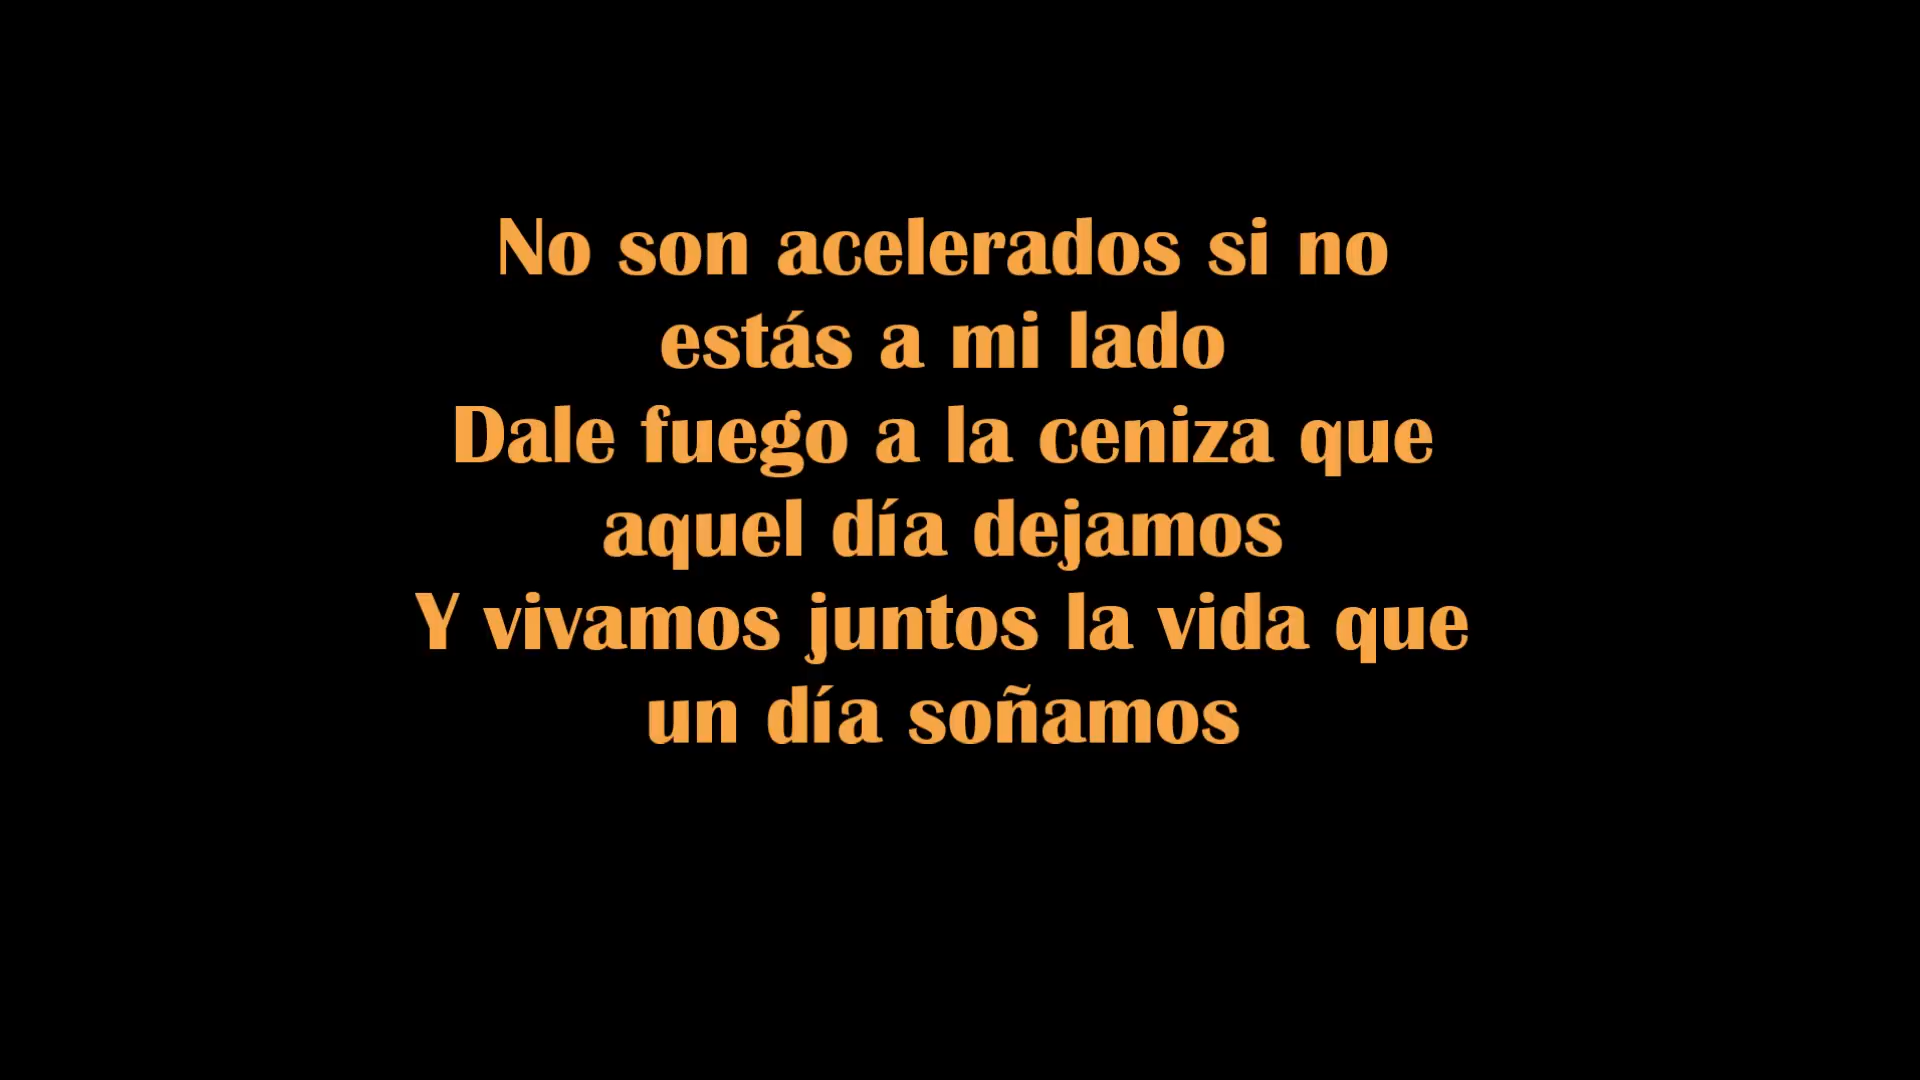 No son acelerados si no
estás a mi lado
Dale fuego a la ceniza que
aquel día dejamos
Y vivamos juntos la vida que
un día soñamos